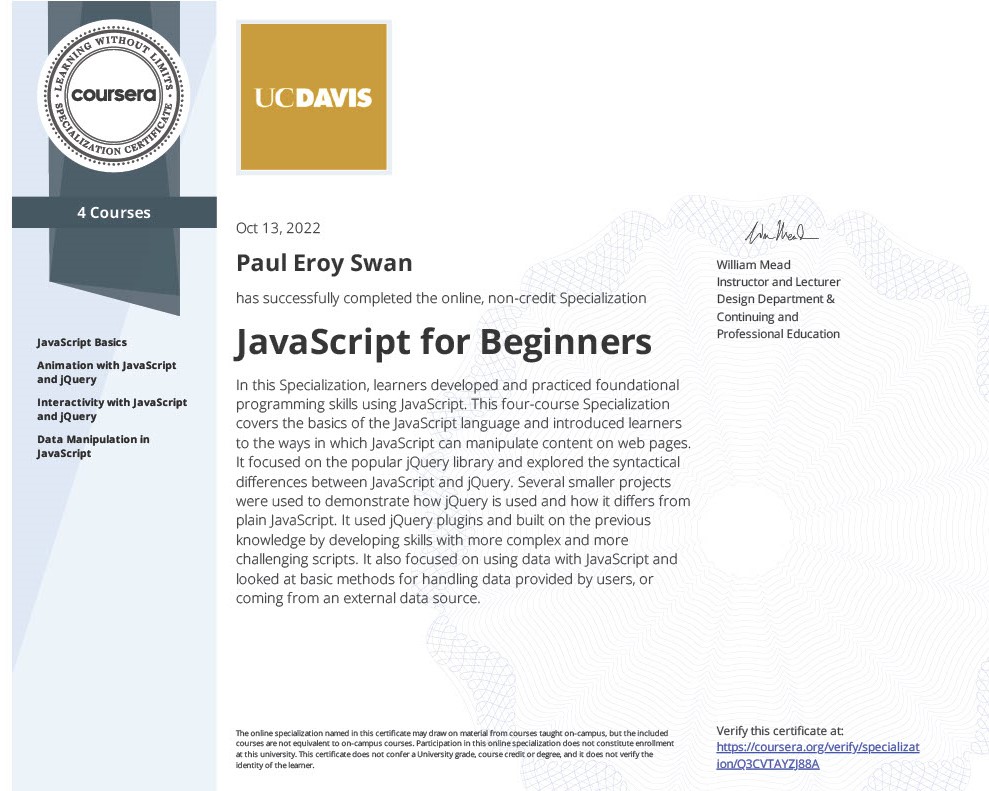 LEARNING WITHOUT LIMITS
coursera
SPECIALIZATION CERTIFICATE
UCDAVIS
4 Courses
JavaScript Basics
Animation with JavaScript
and jQuery
Interactivity with JavaScript
and jQuery
Data Manipulation in
JavaScript
Oct 13, 2022
Paul Eroy Swan
has successfully completed the online, non-credit Specialization
JavaScript for Beginners
In this Specialization, learners developed and practiced foundational
programming skills using JavaScript. This four-course Specialization
covers the basics of the JavaScript language and introduced learners
to the ways in which JavaScript can manipulate content on web pages.
It focused on the popular jQuery library and explored the syntactical
differences between JavaScript and jQuery. Several smaller projects
were used to demonstrate how jQuery is used and how it differs from
plain JavaScript. It used jQuery plugins and built on the previous
knowledge by developing skills with more complex and more
challenging scripts. It also focused on using data with JavaScript and
looked at basic methods for handling data provided by users, or
coming from an external data source.
William Mead
Instructor and Lecturer
Design Department &
Continuing and
Professional Education
The online specialization named in this certificate may draw on material from courses taught on-campus, but the included
courses are not equivalent to on-campus courses. Participation in this online specialization does not constitute enrollment
at this university. This certificate does not confer a University grade, course credit or degree, and it does not verify the
identity of the learner.
Verify this certificate at:
https://coursera.org/verify/specializat
ion/Q3CVTAYZJ88A